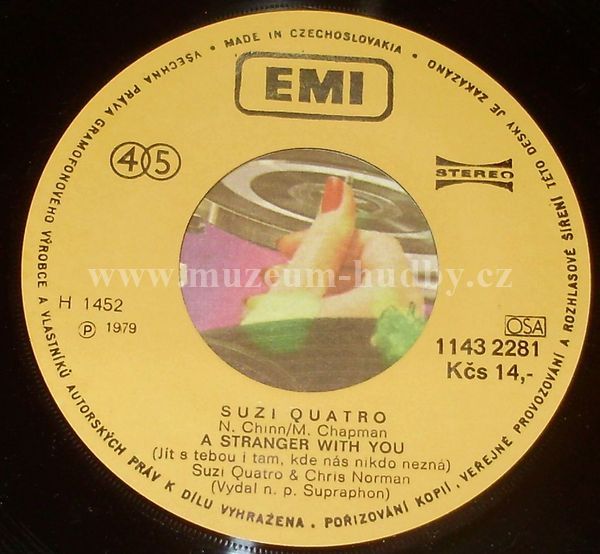 VŠECHNA PRÁVA GRAMOFONOVÉHO VÝROBCE A VLASTNÍKŮ AUTORSKÝCH PRÁV K DÍLU VYHRAŽENA . POŘIZOVÁNÍ KOPIÍ, VEŘEJNÉ PROVOZOVÁNÍ A ROZHLASOVÉ ŠÍŘENÍ TÉTO DESKY JE ZAKÁZÁNO
• MADE IN CZECHOSLOVAKIA •
EMI
45
STEREO
www.muzeum-hudby.cz
H 1452
Ⓟ 1979
OSA
1143 2281
Kčs 14,-
SUZI QUATRO
N. Chinn/M. Chapman
A STRANGER WITH YOU
(Jít s tebou i tam, kde nás nikdo nezná)
Suzi Quatro & Chris Norman
(Vydal n. p. Supraphon)